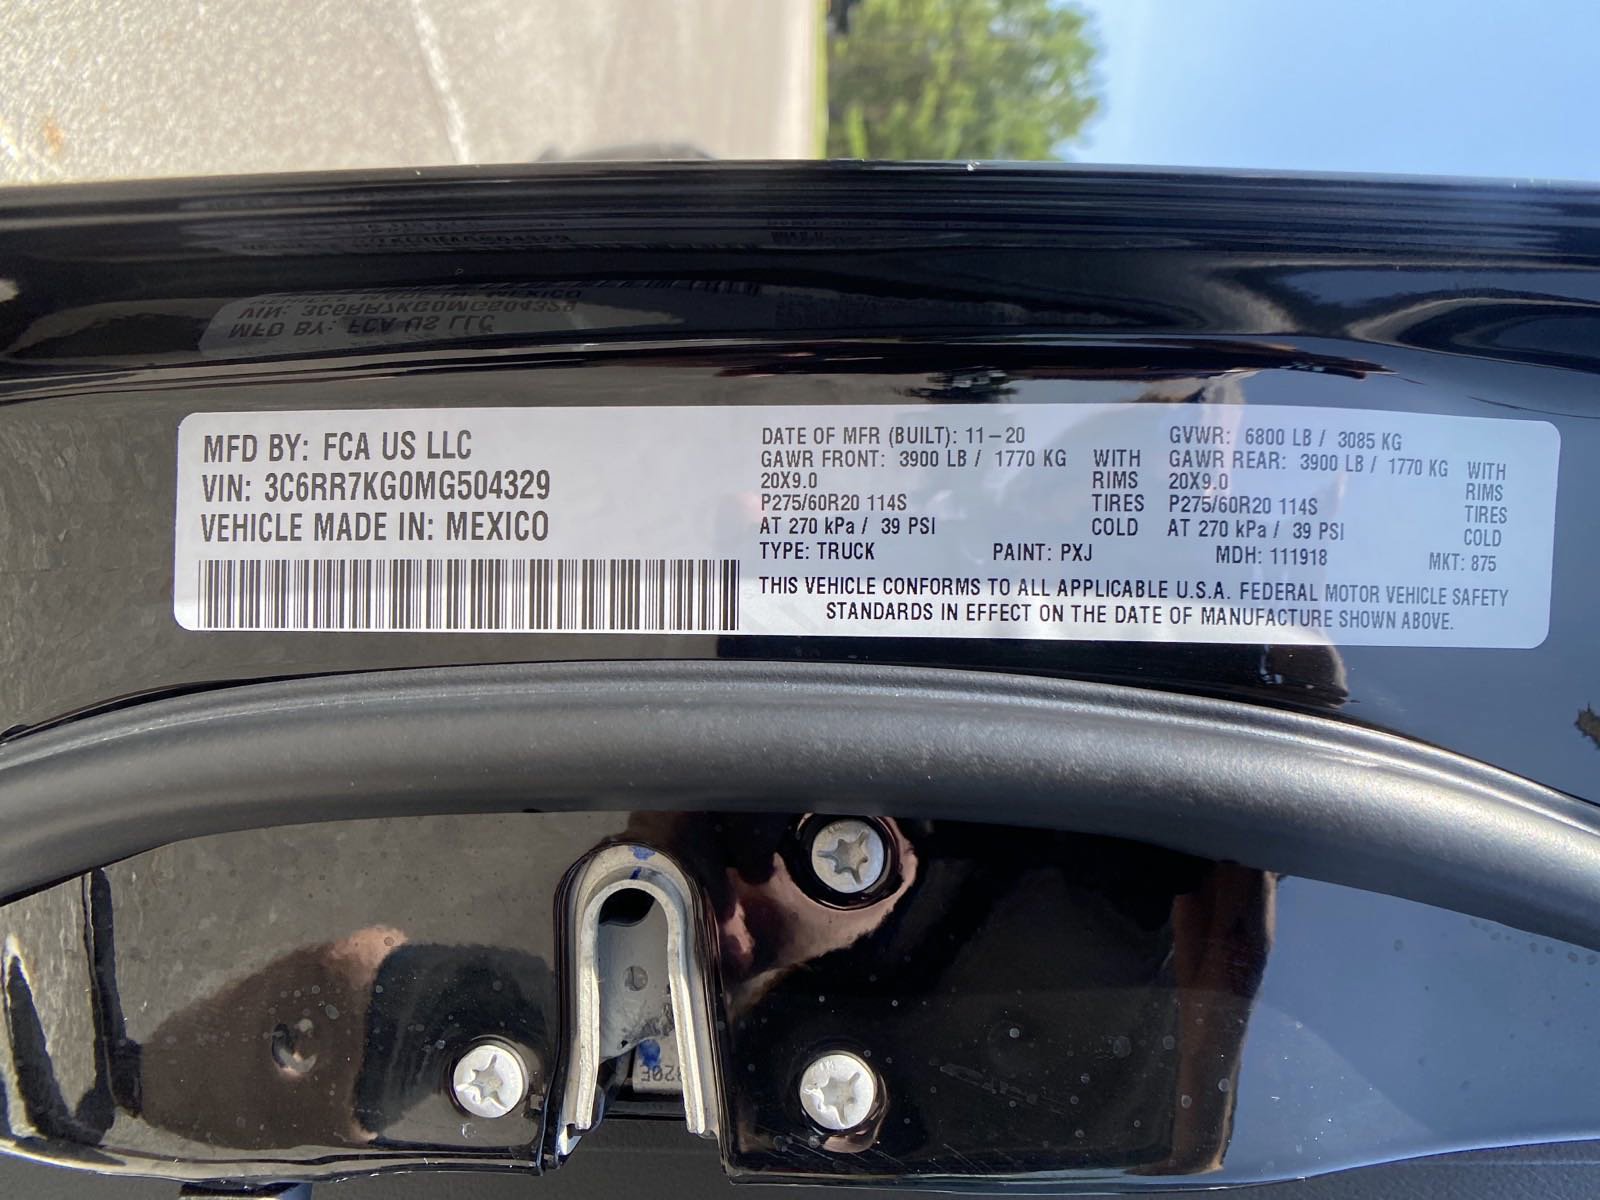 MFD BY: FCA US LLC
VIN: 3C6RR7KG0MG504329
VEHICLE MADE IN: MEXICO
DATE OF MFR (BUILT): 11-20
GAWR FRONT: 3900 LB / 1770 KG WITH
20X9.0 RIMS
P275/60R20 114S TIRES
AT 270 kPa / 39 PSI COLD
GVWR: 6800 LB / 3085 KG
GAWR REAR: 3900 LB / 1770 KG WITH
20X9.0 RIMS
P275/60R20 114S TIRES
AT 270 kPa / 39 PSI COLD
TYPE: TRUCK PAINT: PXJ MDH: 111918 MKT: 875
THIS VEHICLE CONFORMS TO ALL APPLICABLE U.S.A. FEDERAL MOTOR VEHICLE SAFETY
STANDARDS IN EFFECT ON THE DATE OF MANUFACTURE SHOWN ABOVE.